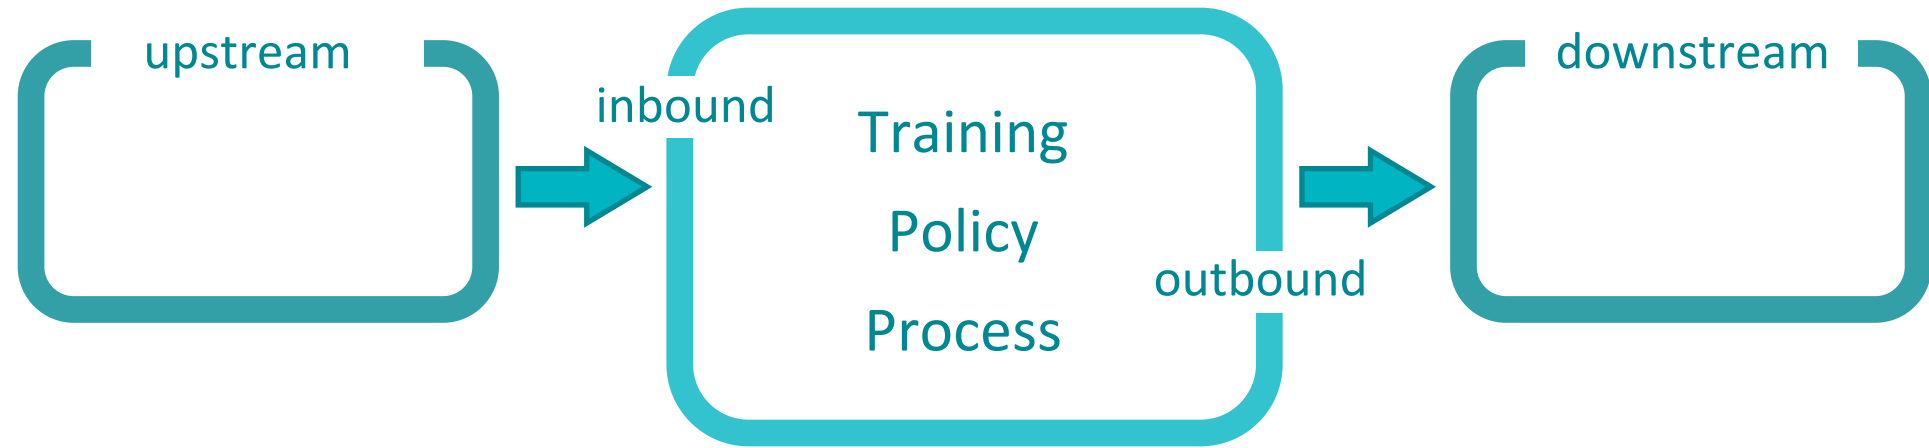 upstream
inbound
Training
Policy
Process
outbound
downstream